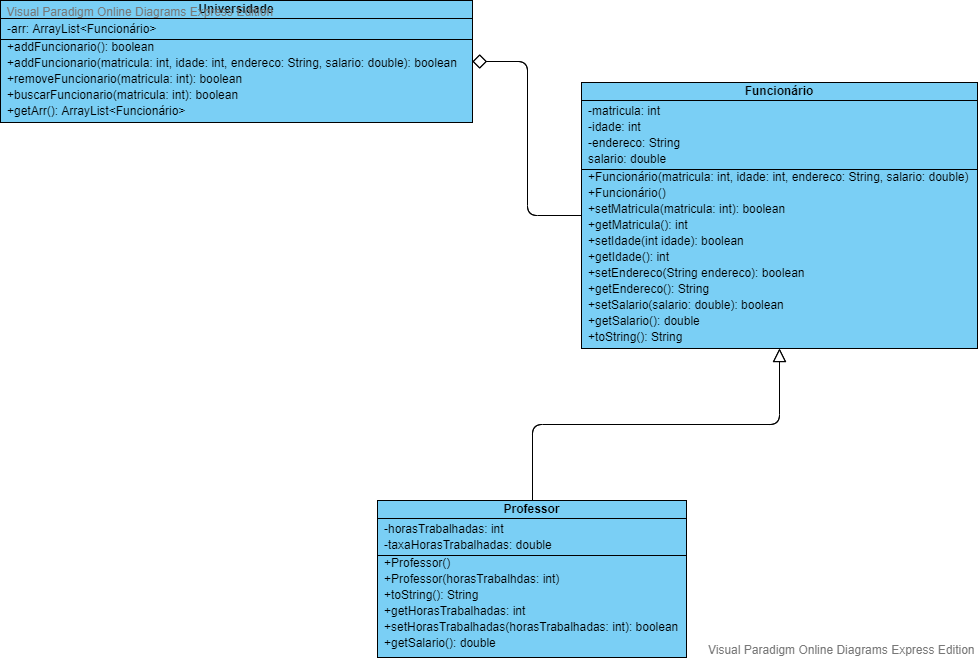 Visual Paradigm Online Diagrams Express Edition
Universidade
-arr: ArrayList<Funcionário>
+addFuncionario(): boolean
+addFuncionario(matricula: int, idade: int, endereco: String, salario: double): boolean
+removeFuncionario(matricula: int): boolean
+buscarFuncionario(matricula: int): boolean
+getArr(): ArrayList<Funcionário>
Funcionário
-matricula: int
-idade: int
-endereco: String
salario: double
+Funcionário(matricula: int, idade: int, endereco: String, salario: double)
+Funcionário()
+setMatricula(matricula: int): boolean
+getMatricula(): int
+setIdade(int idade): boolean
+getIdade(): int
+setEndereco(String endereco): boolean
+getEndereco(): String
+setSalario(salario: double): boolean
+getSalario(): double
+toString(): String
Professor
-horasTrabalhadas: int
-taxaHorasTrabalhadas: double
+Professor()
+Professor(horasTrabalhdas: int)
+toString(): String
+getHorasTrabalhadas: int
+setHorasTrabalhadas(horasTrabalhadas: int): boolean
+getSalario(): double
Visual Paradigm Online Diagrams Express Edition